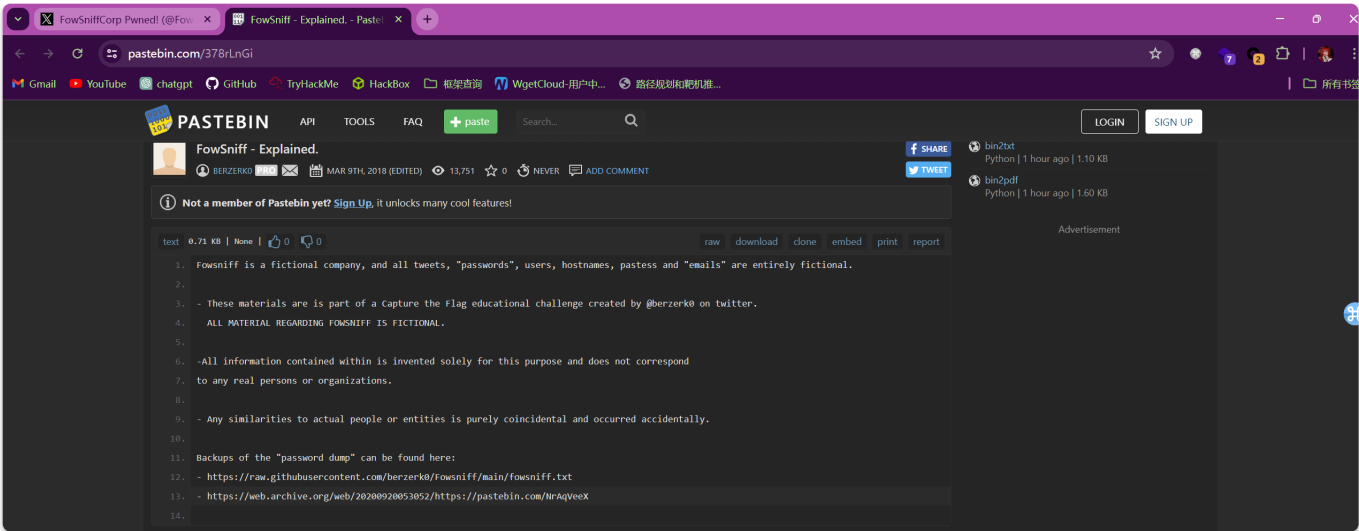 FowSniffCorp Pwned! (@Fow
FowSniff - Explained. - Paste
pastebin.com/378rLnGi
7
2
Gmail
YouTube
chatgpt
GitHub
TryHackMe
HackBox
框架查询
WgetCloud-用户中...
路径规划和靶机推...
所有书签
PASTEBIN
API
TOOLS
FAQ
+ paste
Search...
LOGIN
SIGN UP
FowSniff - Explained.
BERZERK0 PRO MAR 9TH, 2018 (EDITED) 13,751 0 NEVER ADD COMMENT
SHARE
TWEET
Not a member of Pastebin yet? Sign Up, it unlocks many cool features!
text 0.71 KB | None | 0 0
raw
download
clone
embed
print
report
1. Fowsniff is a fictional company, and all tweets, "passwords", users, hostnames, pastess and "emails" are entirely fictional.
2.
3. - These materials are is part of a Capture the Flag educational challenge created by @berzerk0 on twitter.
4. ALL MATERIAL REGARDING FOWSNIFF IS FICTIONAL.
5.
6. -All information contained within is invented solely for this purpose and does not correspond
7. to any real persons or organizations.
8.
9. - Any similarities to actual people or entities is purely coincidental and occurred accidentally.
10.
11. Backups of the "password dump" can be found here:
12. - https://raw.githubusercontent.com/berzerk0/Fowsniff/main/fowsniff.txt
13. - https://web.archive.org/web/20200920053052/https://pastebin.com/NrAqVeeX
14.
bin2txt
Python | 1 hour ago | 1.10 KB
bin2pdf
Python | 1 hour ago | 1.60 KB
Advertisement